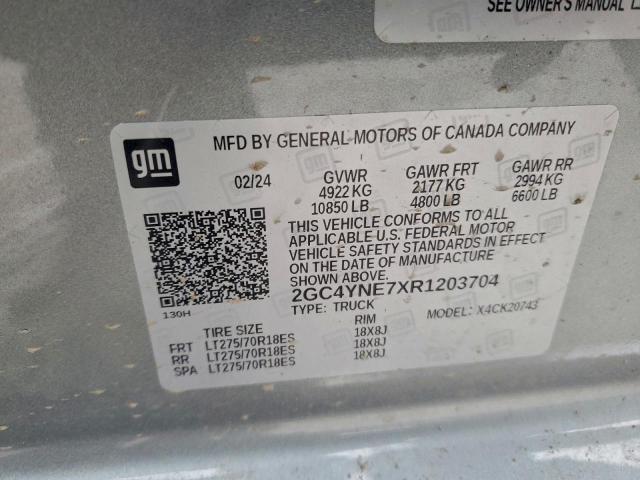 SEE OWNER'S MANUAL
gm
MFD BY GENERAL MOTORS OF CANADA COMPANY
02/24 GVWR GAWR FRT GAWR RR
4922 KG 2177 KG 2994 KG
10850 LB 4800 LB 6600 LB
THIS VEHICLE CONFORMS TO ALL
APPLICABLE U.S. FEDERAL MOTOR
VEHICLE SAFETY STANDARDS IN EFFECT
ON THE DATE OF MANUFACTURE
SHOWN ABOVE.
2GC4YNE7XR1203704
130H TYPE: TRUCK MODEL: X4CK20743
TIRE SIZE RIM
FRT LT275/70R18ES 18X8J
RR LT275/70R18ES 18X8J
SPA LT275/70R18ES 18X8J